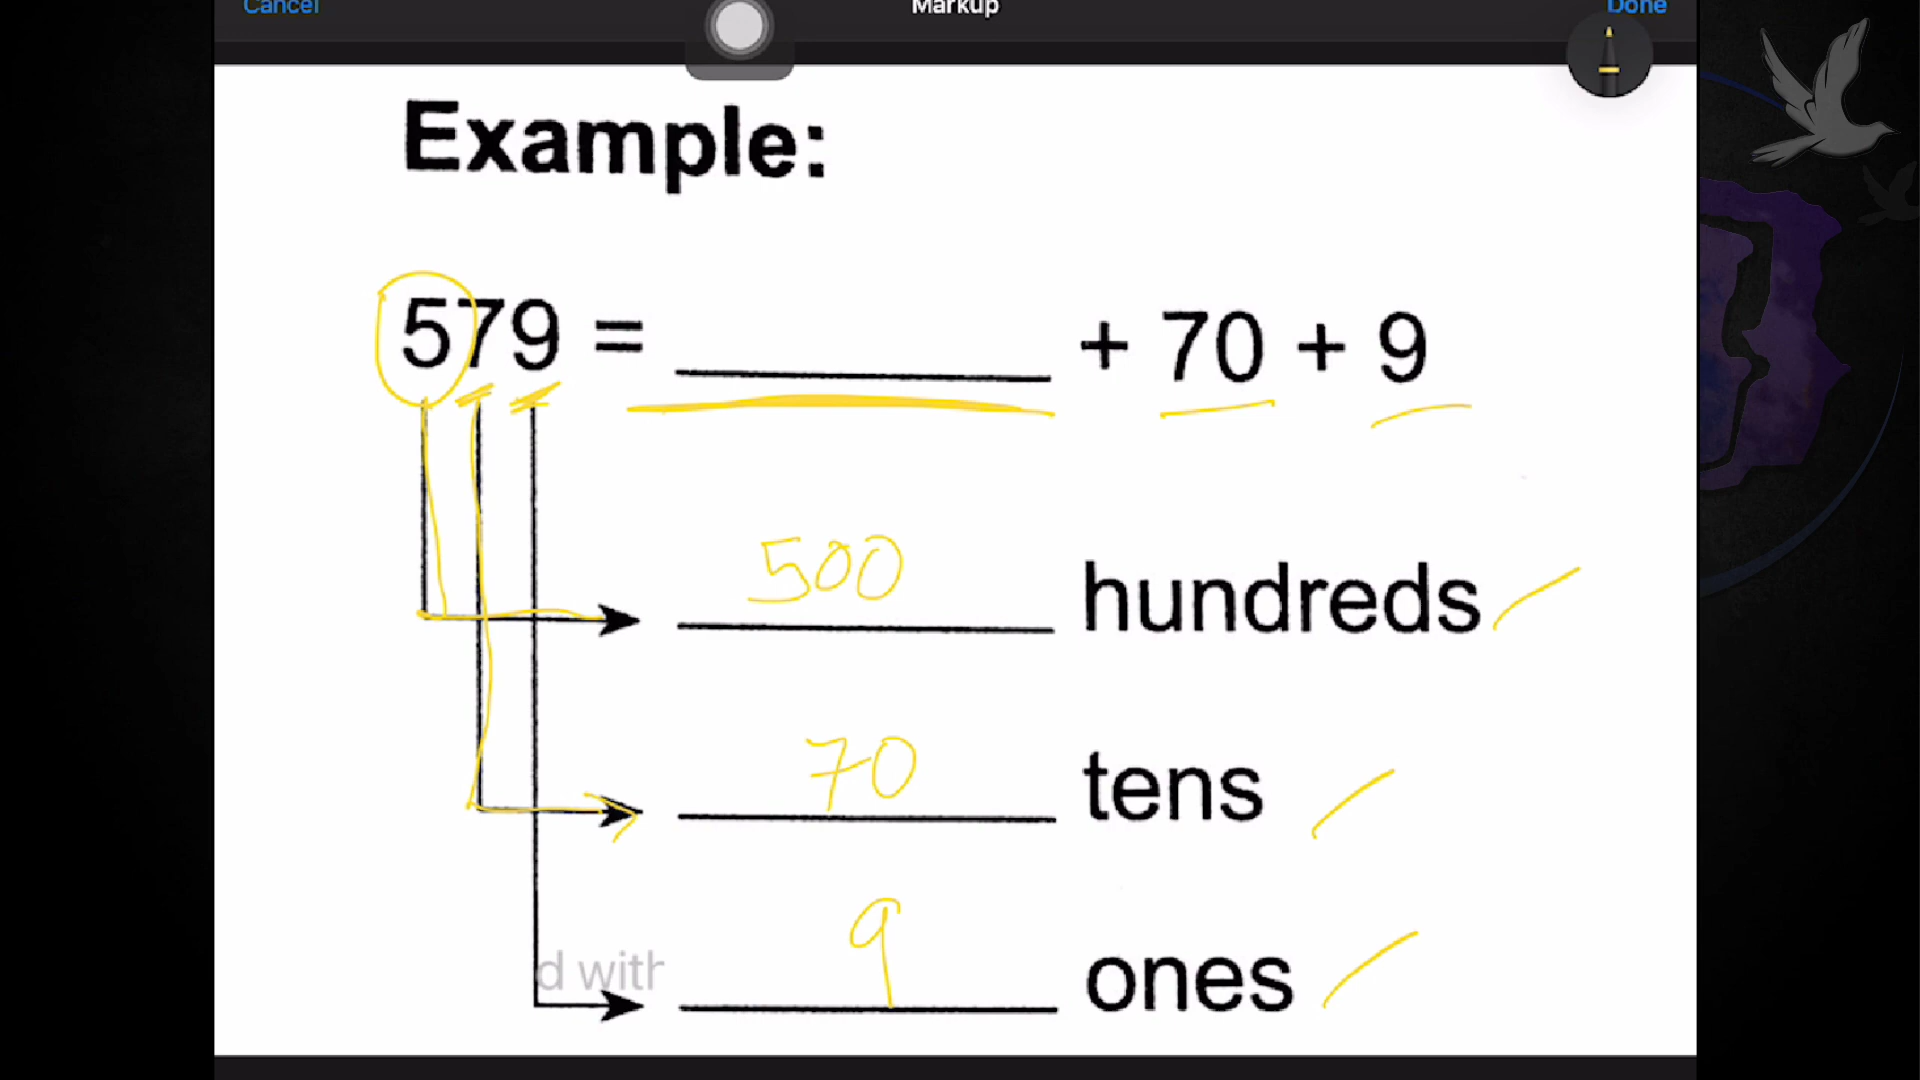 Cancel Markup Done
Example:
579 = ________ + 70 + 9
500 hundreds
70 tens
9 ones
d with